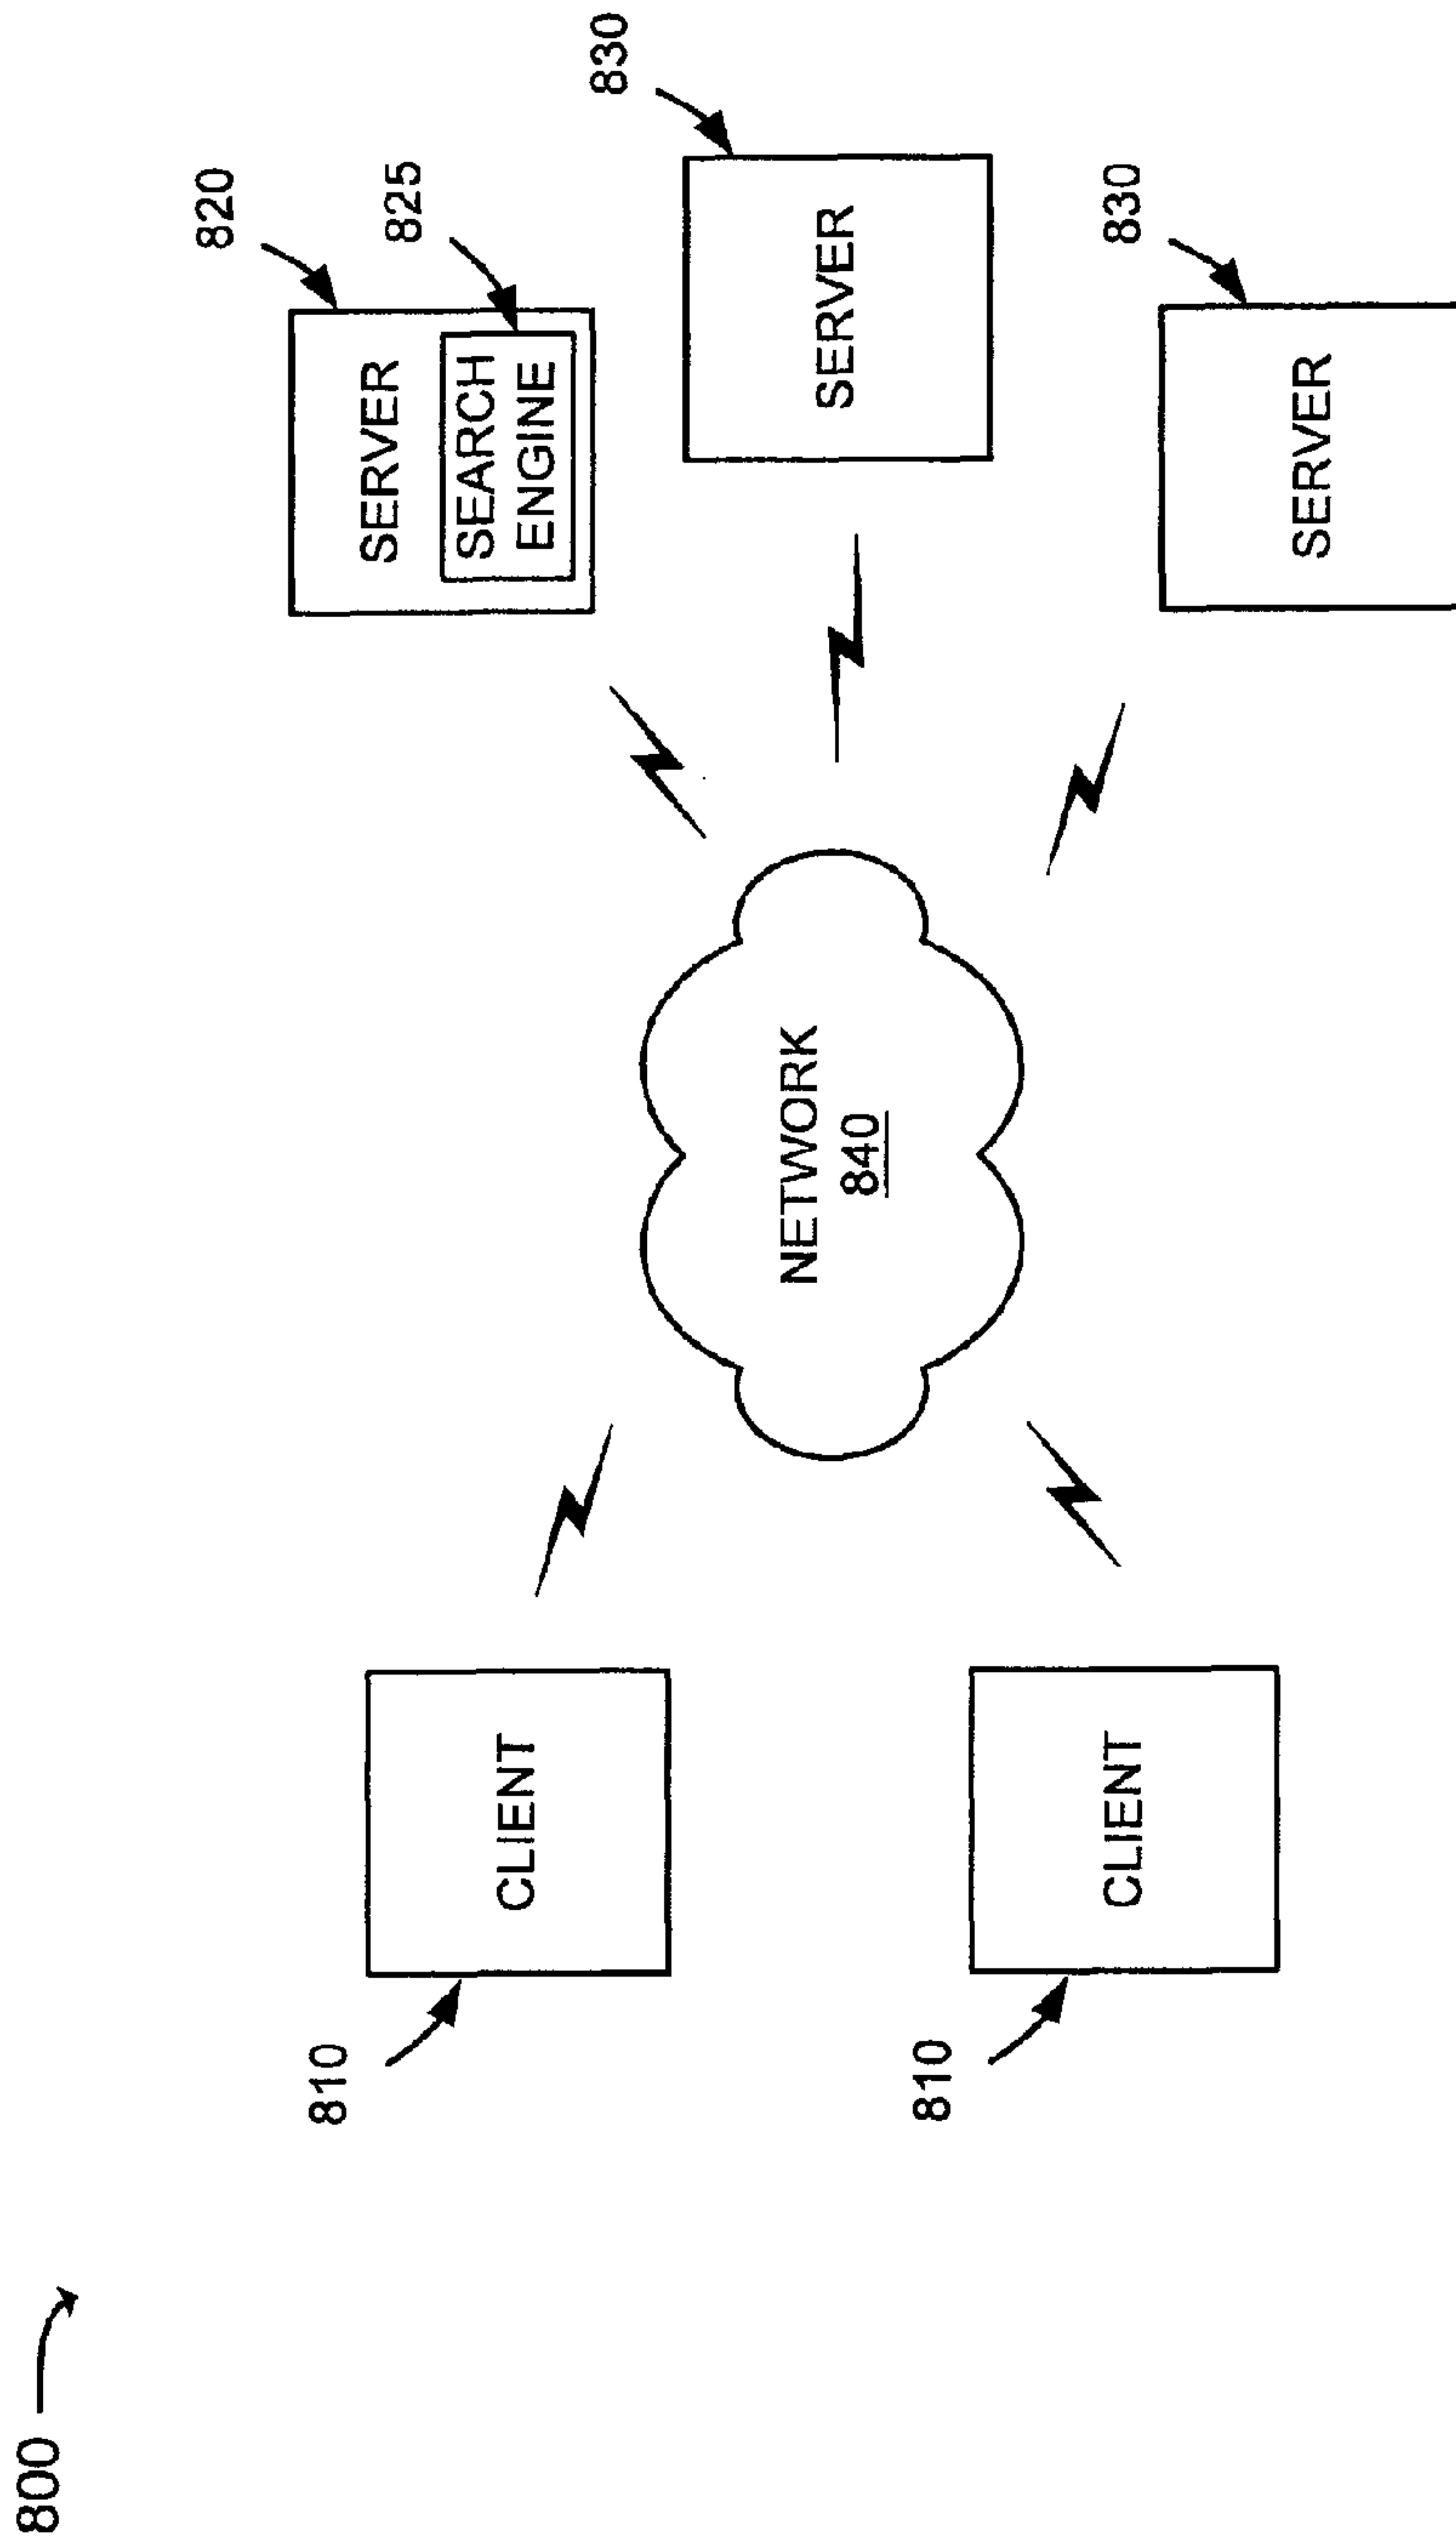 800
820
SERVER
825
SEARCH
ENGINE
830
SERVER
830
SERVER
NETWORK
840
810
CLIENT
810
CLIENT